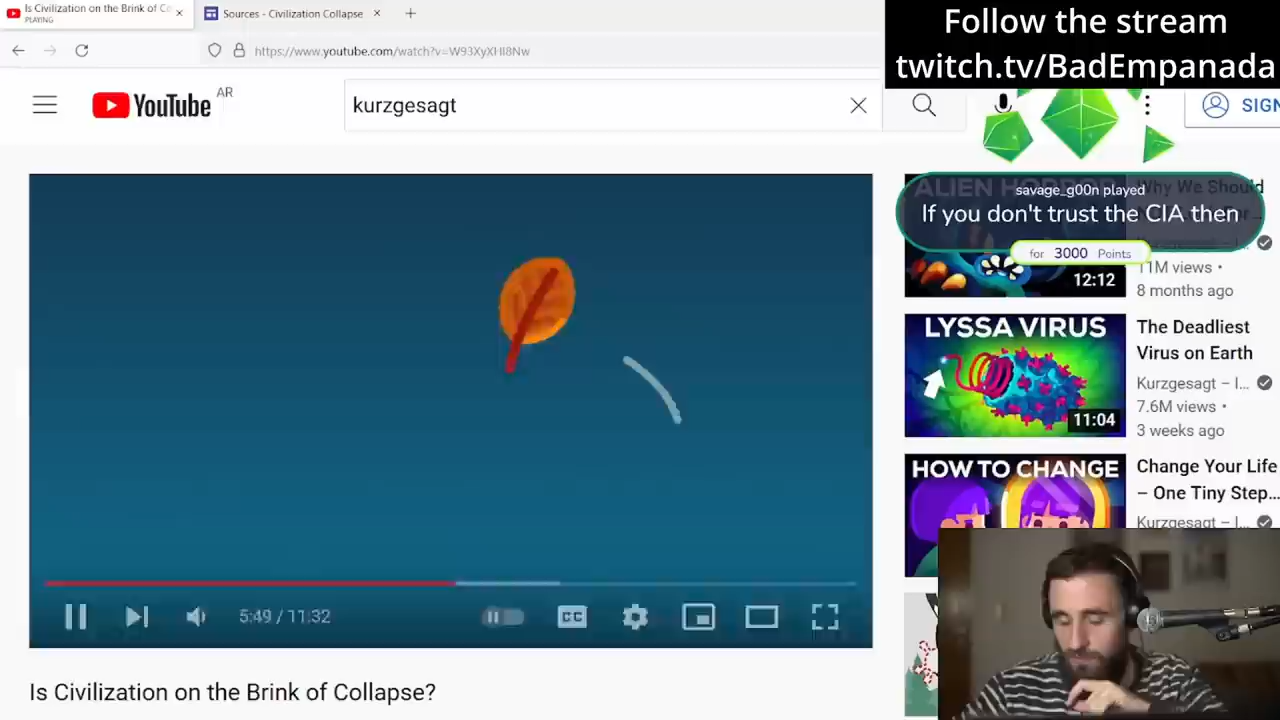 Is Civilization on the Brink of Co
PLAYING
Sources - Civilization Collapse
https://www.youtube.com/watch?v=W93XyXHI8Nw
Follow the stream
twitch.tv/BadEmpanada
YouTube
AR
kurzgesagt
SIGN
ALIEN
Why We Should
savage_g00n played
If you don't trust the CIA then
for 3000 Points
11M views •
8 months ago
12:12
LYSSA VIRUS
11:04
The Deadliest
Virus on Earth
Kurzgesagt – I...
7.6M views •
3 weeks ago
HOW TO CHANGE
Change Your Life
– One Tiny Step...
Kurzgesagt – I...
5:49 / 11:32
CC
Is Civilization on the Brink of Collapse?